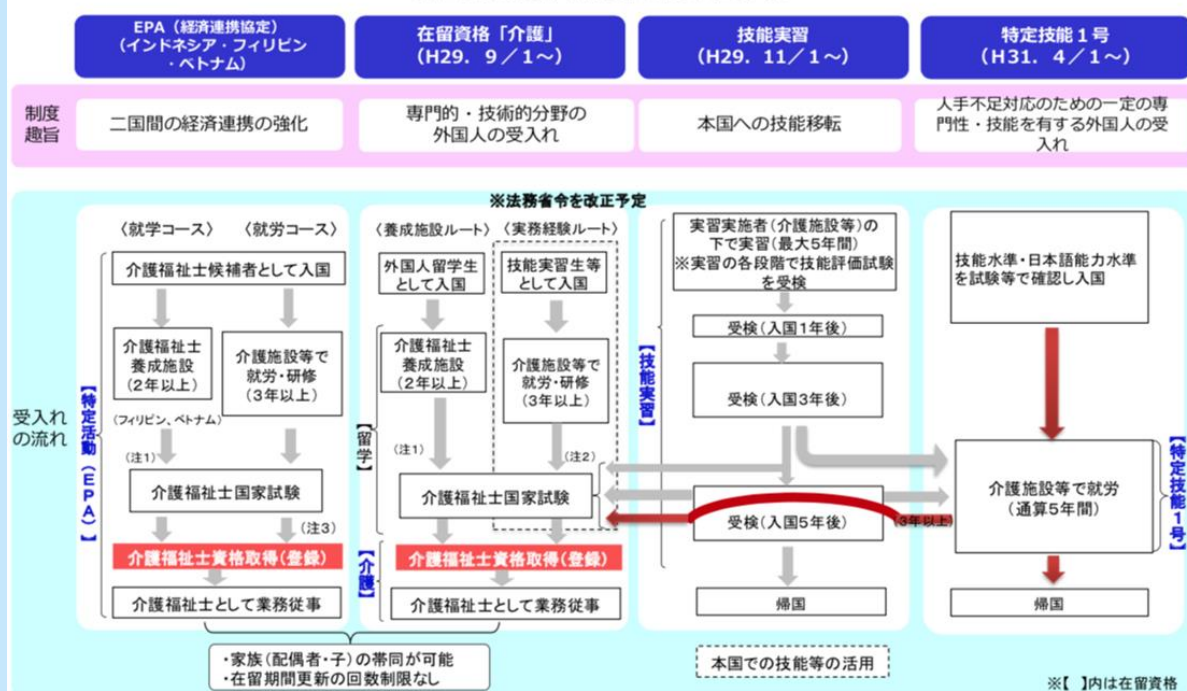 EPA（経済連携協定）
（インドネシア・フィリピン
・ベトナム）
在留資格「介護」
（H29．9／1～）
技能実習
（H29．11／1～）
特定技能１号
（H31．4／1～）
制度
趣旨
二国間の経済連携の強化
専門的・技術的分野の
外国人の受入れ
本国への技能移転
人手不足対応のための一定の専
門性・技能を有する外国人の受
入れ
受入れ
の流れ
※法務省令を改正予定
【特定活動（EPA）】
〈就学コース〉
〈就労コース〉
介護福祉士候補者として入国
介護福祉士
養成施設
（2年以上）
介護施設等で
就労・研修
（3年以上）
（フィリピン、ベトナム）
（注1）
介護福祉士国家試験
（注3）
介護福祉士資格取得（登録）
介護福祉士として業務従事
〈養成施設ルート〉
〈実務経験ルート〉
外国人留学生
として入国
技能実習生等
として入国
【留学】
介護福祉士
養成施設
（2年以上）
介護施設等で
就労・研修
（3年以上）
（注1）
（注2）
介護福祉士国家試験
【介護】
介護福祉士資格取得（登録）
介護福祉士として業務従事
・家族（配偶者・子）の帯同が可能
・在留期間更新の回数制限なし
【技能実習】
実習実施者（介護施設等）の
下で実習（最大5年間）
※実習の各段階で技能評価試験
を受検
受検（入国1年後）
受検（入国3年後）
受検（入国5年後）
（3年以上）
帰国
本国での技能等の活用
技能水準・日本語能力水準
を試験等で確認し入国
介護施設等で就労
（通算5年間）
【特定技能1号】
帰国
※【 】内は在留資格